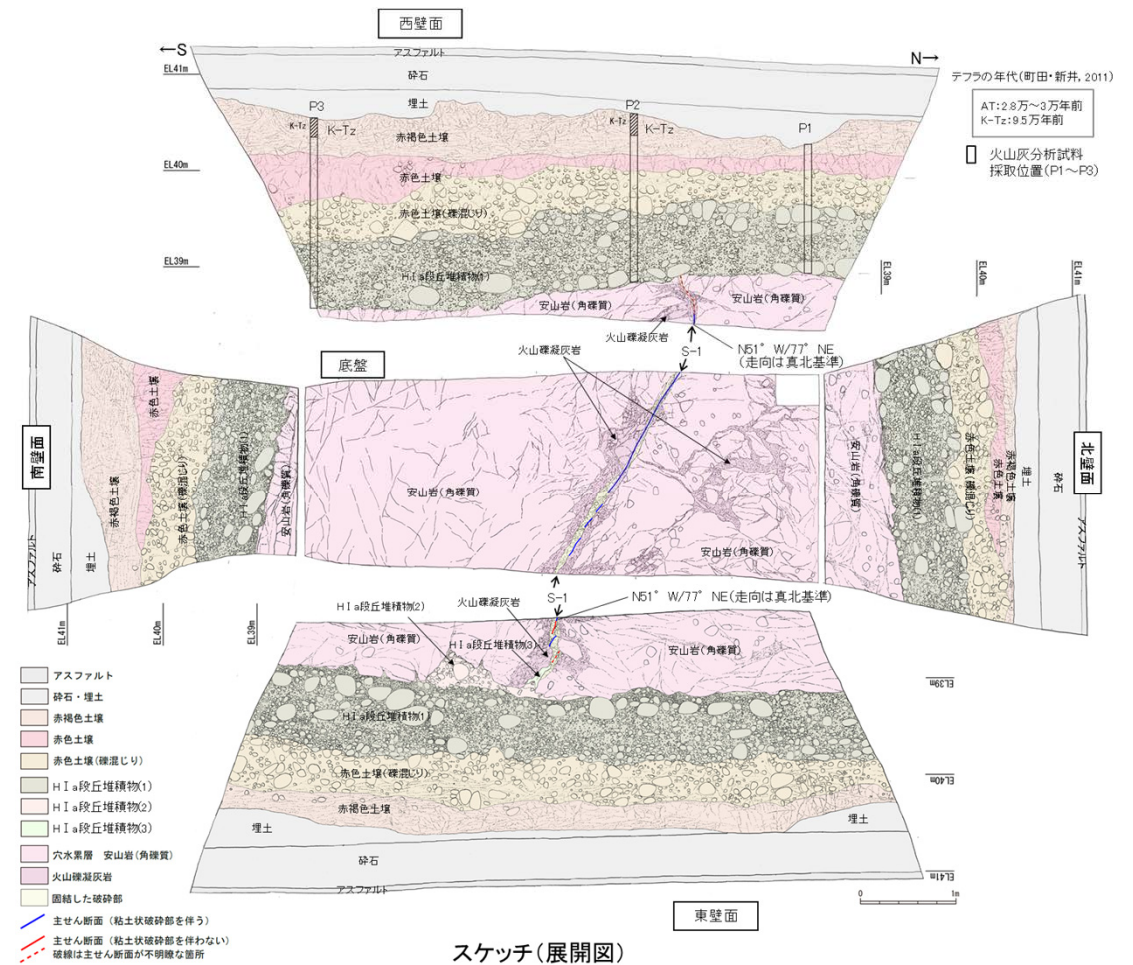 西壁面
←S
N→
アスファルト
EL41m
砕石
埋土
P3
P2
P1
K-Tz
K-Tz
K-Tz
K-Tz
赤褐色土壌
EL40m
赤色土壌
赤色土壌(礫混じり)
EL39m
HⅠa段丘堆積物(1)
安山岩(角礫質)
安山岩(角礫質)
火山礫凝灰岩
テフラの年代(町田・新井, 2011)
AT:2.8万～3万年前
K-Tz:9.5万年前
火山灰分析試料
採取位置(P1～P3)
EL39m
EL40m
EL41m
火山礫凝灰岩
S-1
N51°W/77°NE
(走向は真北基準)
底盤
安山岩(角礫質)
安山岩(角礫質)
南壁面
アスファルト
砕石
埋土
赤褐色土壌
赤色土壌
赤色土壌(礫混じり)
HⅠa段丘堆積物(1)
安山岩(角礫質)
EL41m
EL40m
EL39m
北壁面
安山岩(角礫質)
HⅠa段丘堆積物(1)
赤色土壌(礫混じり)
赤色土壌
赤褐色土壌
埋土
砕石
アスファルト
S-1
N51°W/77°NE(走向は真北基準)
HⅠa段丘堆積物(2)
火山礫凝灰岩
HⅠa段丘堆積物(3)
安山岩(角礫質)
安山岩(角礫質)
EL39m
HⅠa段丘堆積物(1)
赤色土壌(礫混じり)
EL40m
赤褐色土壌
埋土
埋土
砕石
EL41m
アスファルト
東壁面
0
1m
アスファルト
砕石・埋土
赤褐色土壌
赤色土壌
赤色土壌(礫混じり)
HⅠa段丘堆積物(1)
HⅠa段丘堆積物(2)
HⅠa段丘堆積物(3)
穴水累層 安山岩(角礫質)
火山礫凝灰岩
固結した破砕部
主せん断面(粘土状破砕部を伴う)
主せん断面(粘土状破砕部を伴わない)
破線は主せん断面が不明瞭な箇所
スケッチ(展開図)